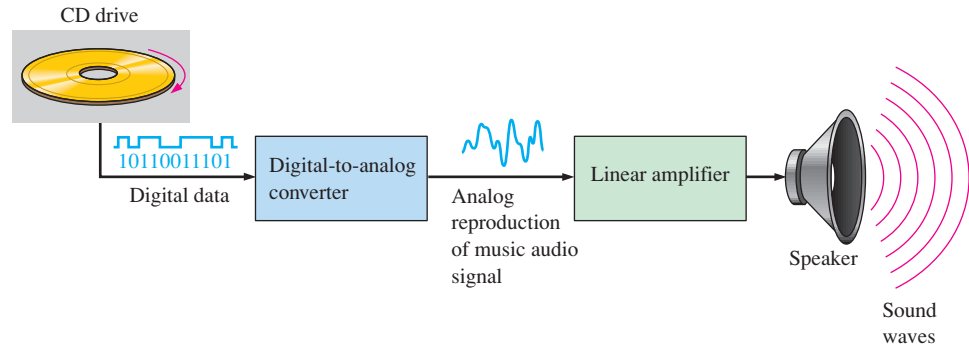 CD drive
10110011101
Digital data
Digital-to-analog
converter
Analog
reproduction
of music audio
signal
Linear amplifier
Speaker
Sound
waves